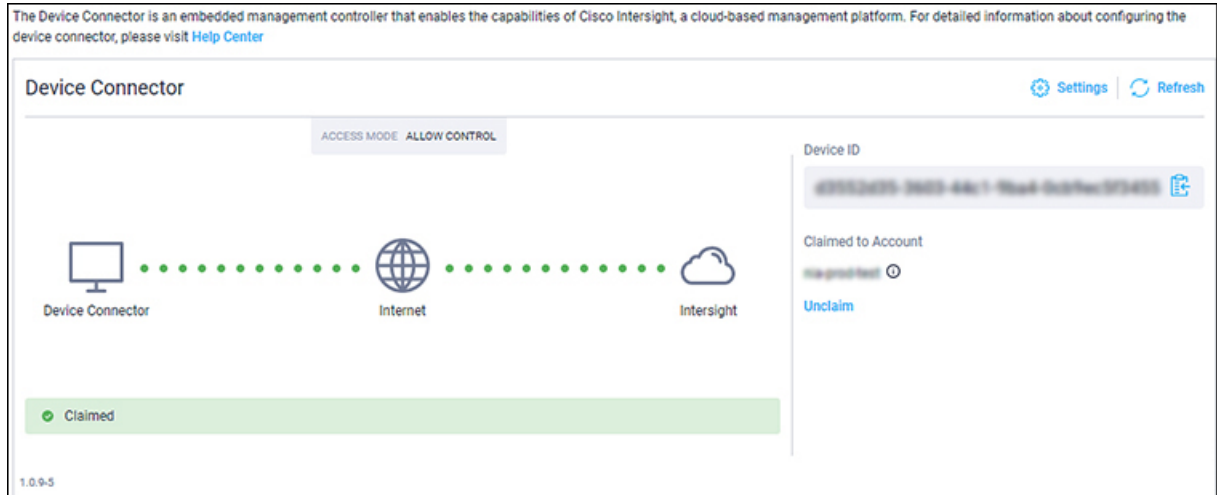 The Device Connector is an embedded management controller that enables the capabilities of Cisco Intersight, a cloud-based management platform. For detailed information about configuring the
device connector, please visit Help Center
Device Connector
Settings
Refresh
ACCESS MODE ALLOW CONTROL
Device ID
Claimed to Account
Unclaim
Device Connector
Internet
Intersight
Claimed
1.0.9-5